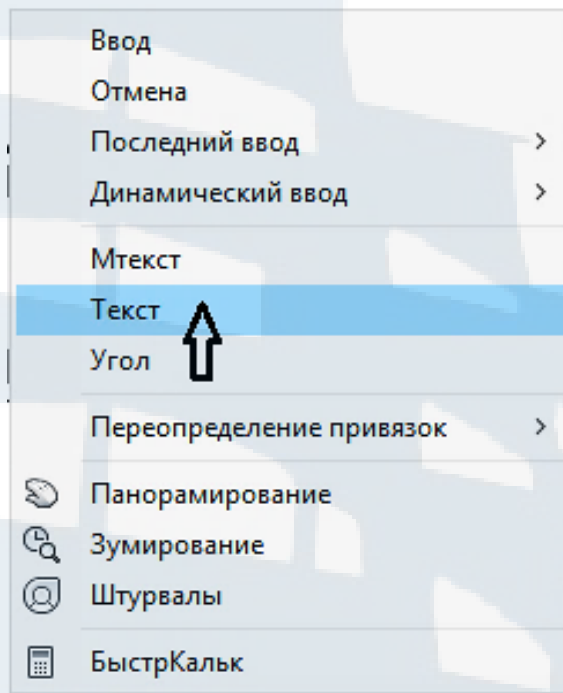 Ввод
Отмена
Последний ввод
Динамический ввод
Мтекст
Текст
Угол
Переопределение привязок
Панорамирование
Зумирование
Штурвалы
БыстрКальк